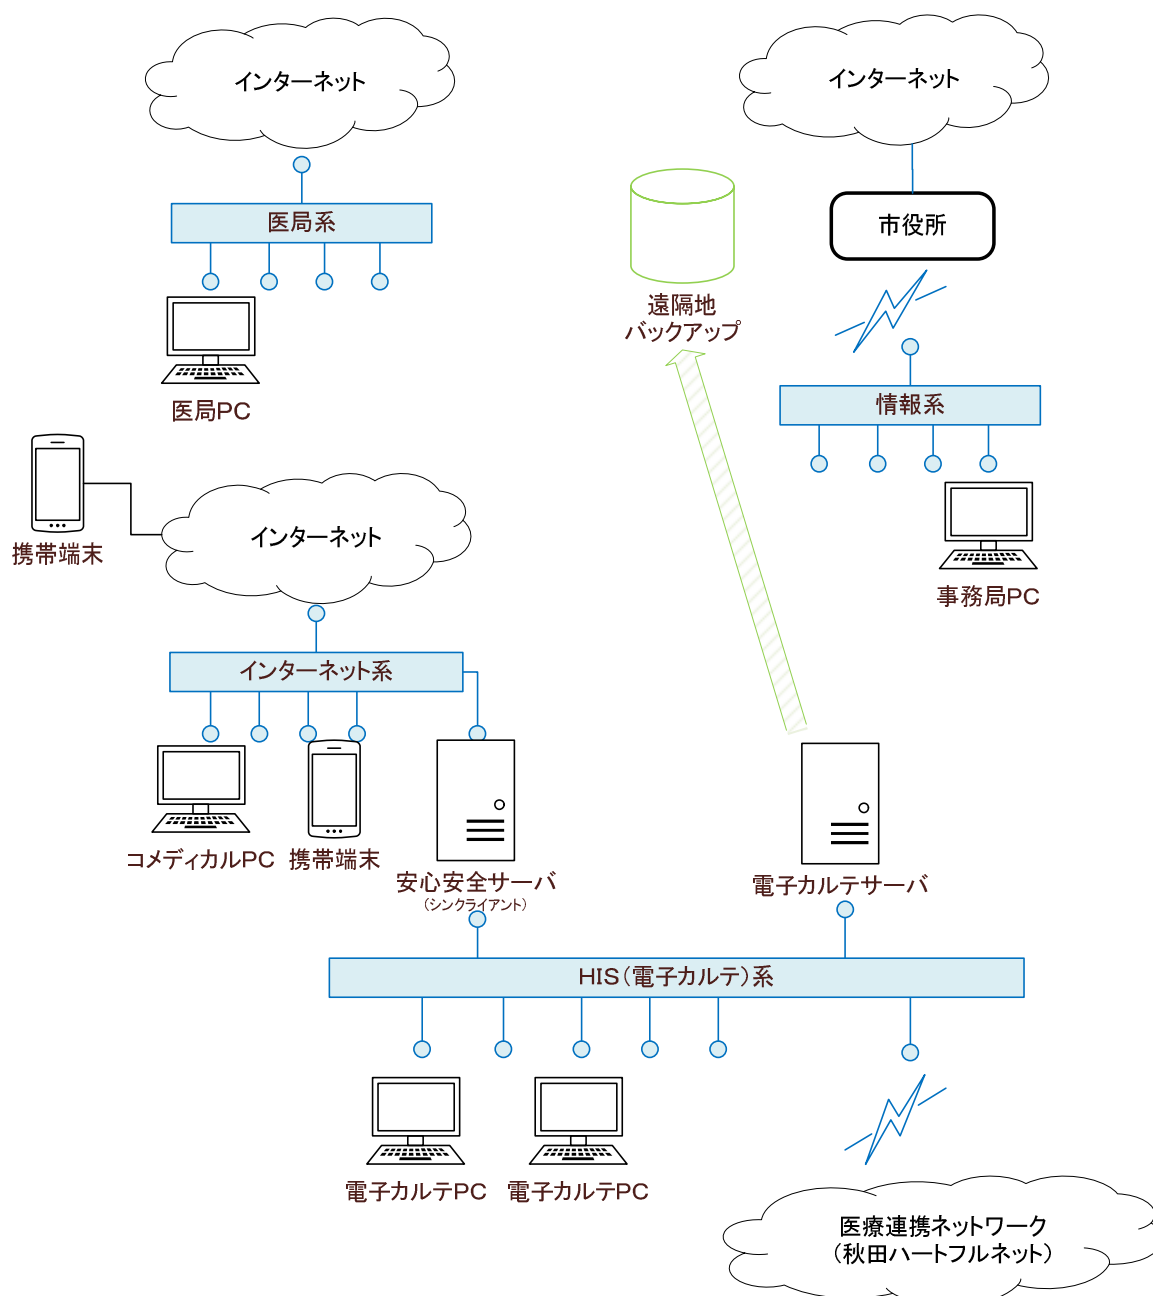 インターネット
インターネット
医局系
市役所
遠隔地
バックアップ
医局PC
情報系
携帯端末
インターネット
事務局PC
インターネット系
コメディカルPC
携帯端末
安心安全サーバ
（シンクライアント）
電子カルテサーバ
HIS（電子カルテ）系
電子カルテPC
電子カルテPC
医療連携ネットワーク
（秋田ハートフルネット）